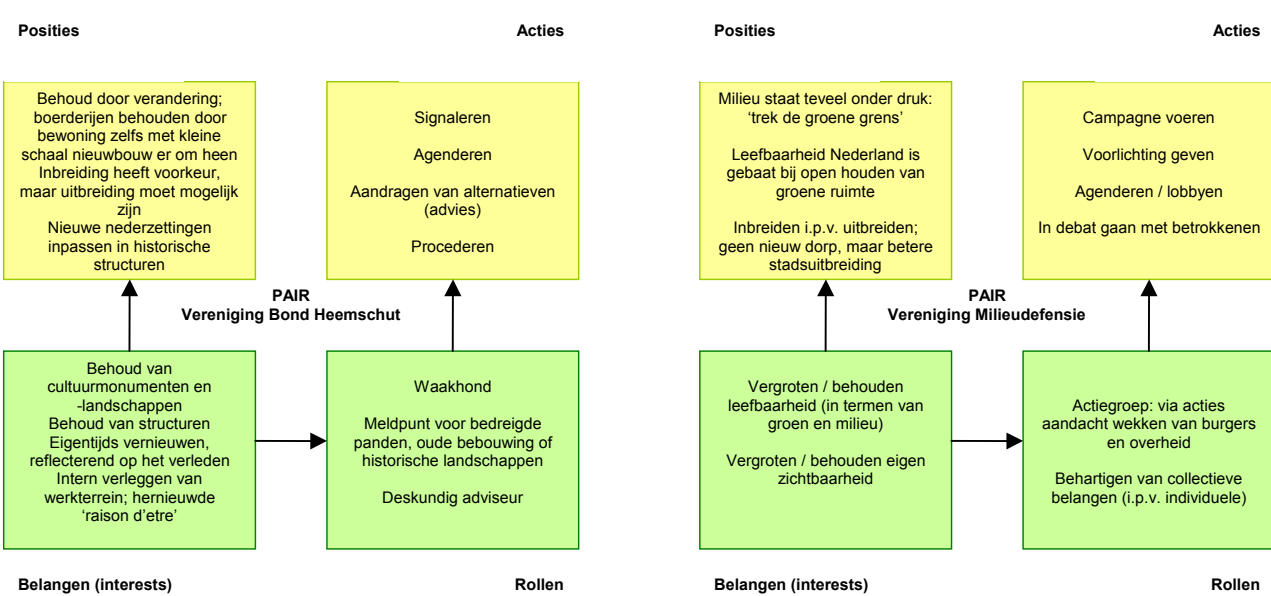 Posities
Acties
Behoud door verandering;
boerderijen behouden door
bewoning zelfs met kleine
schaal nieuwbouw er om heen
Inbreiding heeft voorkeur,
maar uitbreiding moet mogelijk
zijn
Nieuwe nederzettingen
inpassen in historische
structuren
Signaleren
Agenderen
Aandragen van alternatieven
(advies)
Procederen
PAIR
Vereniging Bond Heemschut
Behoud van
cultuurmonumenten en
-landschappen
Behoud van structuren
Eigentijds vernieuwen,
reflecterend op het verleden
Intern verleggen van
werkterrein; hernieuwde
‘raison d’etre’
Waakhond
Meldpunt voor bedreigde
panden, oude bebouwing of
historische landschappen
Deskundig adviseur
Belangen (interests)
Rollen
Posities
Acties
Milieu staat teveel onder druk:
‘trek de groene grens’
Leefbaarheid Nederland is
gebaat bij open houden van
groene ruimte
Inbreiden i.p.v. uitbreiden;
geen nieuw dorp, maar betere
stadsuitbreiding
Campagne voeren
Voorlichting geven
Agenderen / lobbyen
In debat gaan met betrokkenen
PAIR
Vereniging Milieudefensie
Vergroten / behouden
leefbaarheid (in termen van
groen en milieu)
Vergroten / behouden eigen
zichtbaarheid
Actiegroep: via acties
aandacht wekken van burgers
en overheid
Behartigen van collectieve
belangen (i.p.v. individuele)
Belangen (interests)
Rollen